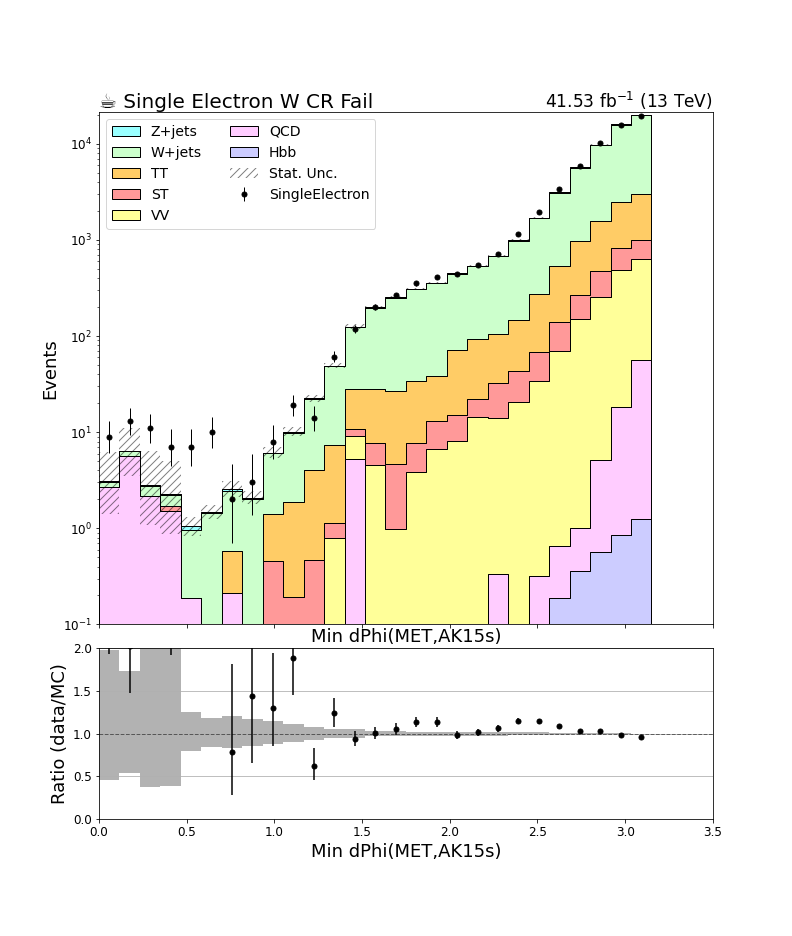 ☕ Single Electron W CR Fail
41.53 fb⁻¹ (13 TeV)
Z+jets
W+jets
TT
ST
VV
QCD
Hbb
Stat. Unc.
SingleElectron
Events
10⁴
10³
10²
10¹
10⁰
10⁻¹
Min dPhi(MET,AK15s)
Ratio (data/MC)
2.0
1.5
1.0
0.5
0.0
0.0 0.5 1.0 1.5 2.0 2.5 3.0 3.5
Min dPhi(MET,AK15s)